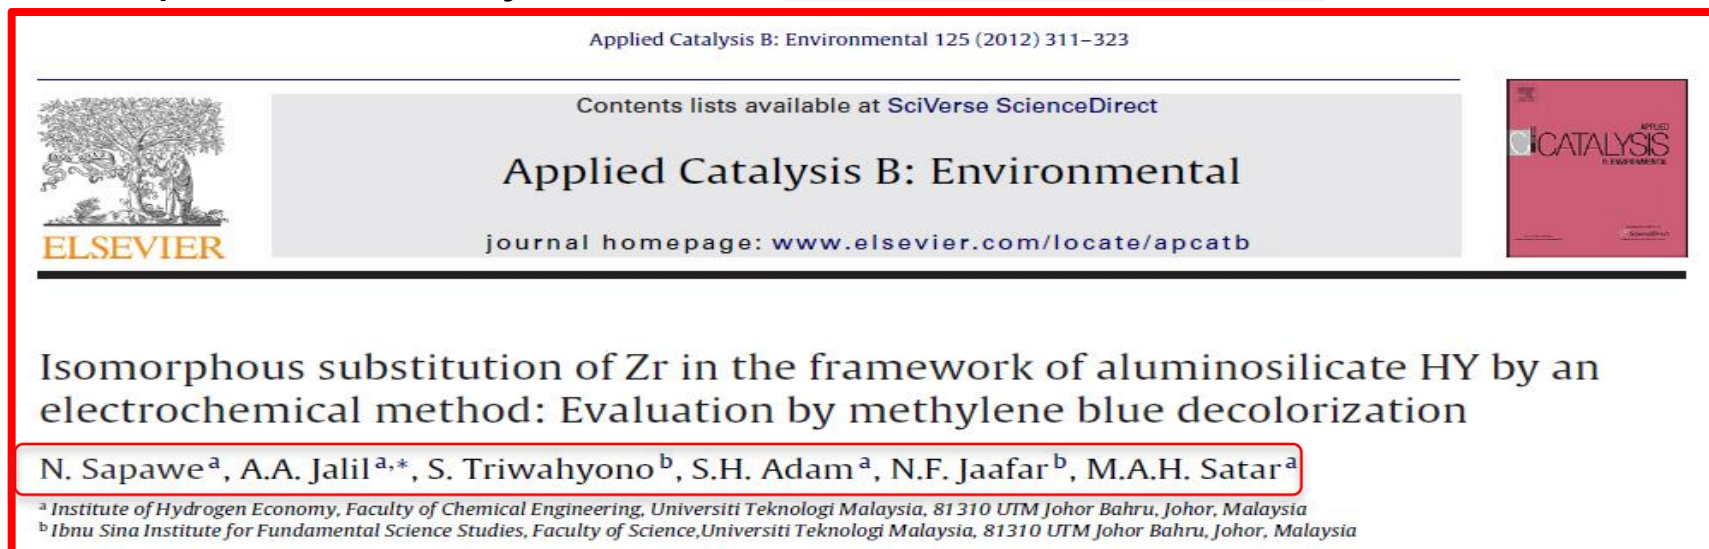 Applied Catalysis B: Environmental 125 (2012) 311–323
Contents lists available at SciVerse ScienceDirect
Applied Catalysis B: Environmental
journal homepage: www.elsevier.com/locate/apcatb
ELSEVIER
CATALYSIS
Isomorphous substitution of Zr in the framework of aluminosilicate HY by an
electrochemical method: Evaluation by methylene blue decolorization
N. Sapawe a, A.A. Jalil a,*, S. Triwahyono b, S.H. Adam a, N.F. Jaafar b, M.A.H. Satar a
a Institute of Hydrogen Economy, Faculty of Chemical Engineering, Universiti Teknologi Malaysia, 81310 UTM Johor Bahru, Johor, Malaysia
b Ibnu Sina Institute for Fundamental Science Studies, Faculty of Science,Universiti Teknologi Malaysia, 81310 UTM Johor Bahru, Johor, Malaysia